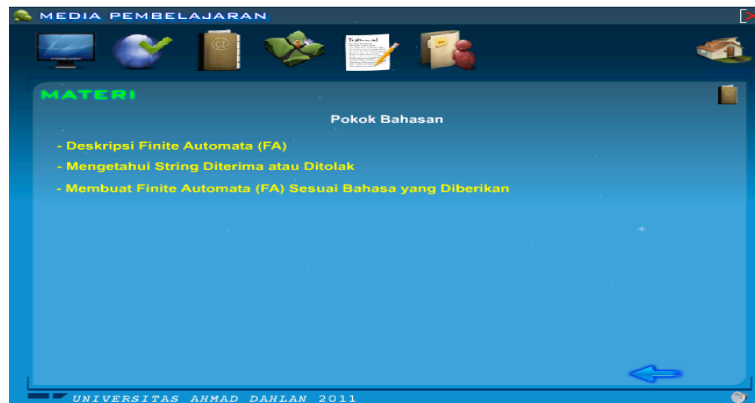 MEDIA PEMBELAJARAN
MATERI
Pokok Bahasan
- Deskripsi Finite Automata (FA)
- Mengetahui String Diterima atau Ditolak
- Membuat Finite Automata (FA) Sesuai Bahasa yang Diberikan
UNIVERSITAS AHMAD DAHLAN 2011